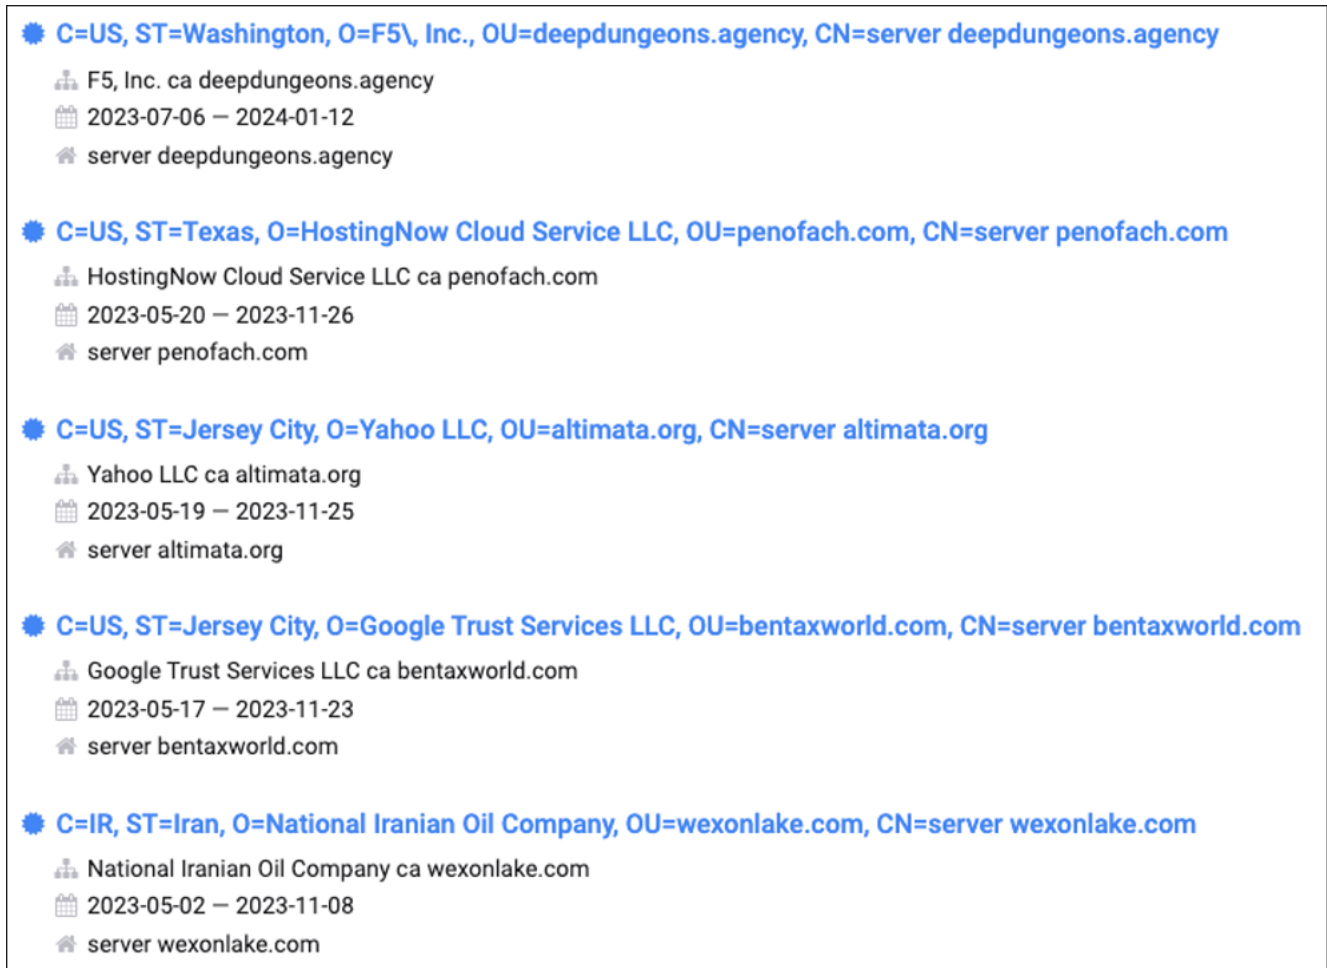 C=US, ST=Washington, O=F5\, Inc., OU=deepdungeons.agency, CN=server deepdungeons.agency
F5, Inc. ca deepdungeons.agency
2023-07-06 — 2024-01-12
server deepdungeons.agency
C=US, ST=Texas, O=HostingNow Cloud Service LLC, OU=penofach.com, CN=server penofach.com
HostingNow Cloud Service LLC ca penofach.com
2023-05-20 — 2023-11-26
server penofach.com
C=US, ST=Jersey City, O=Yahoo LLC, OU=altimata.org, CN=server altimata.org
Yahoo LLC ca altimata.org
2023-05-19 — 2023-11-25
server altimata.org
C=US, ST=Jersey City, O=Google Trust Services LLC, OU=bentaxworld.com, CN=server bentaxworld.com
Google Trust Services LLC ca bentaxworld.com
2023-05-17 — 2023-11-23
server bentaxworld.com
C=IR, ST=Iran, O=National Iranian Oil Company, OU=wexonlake.com, CN=server wexonlake.com
National Iranian Oil Company ca wexonlake.com
2023-05-02 — 2023-11-08
server wexonlake.com